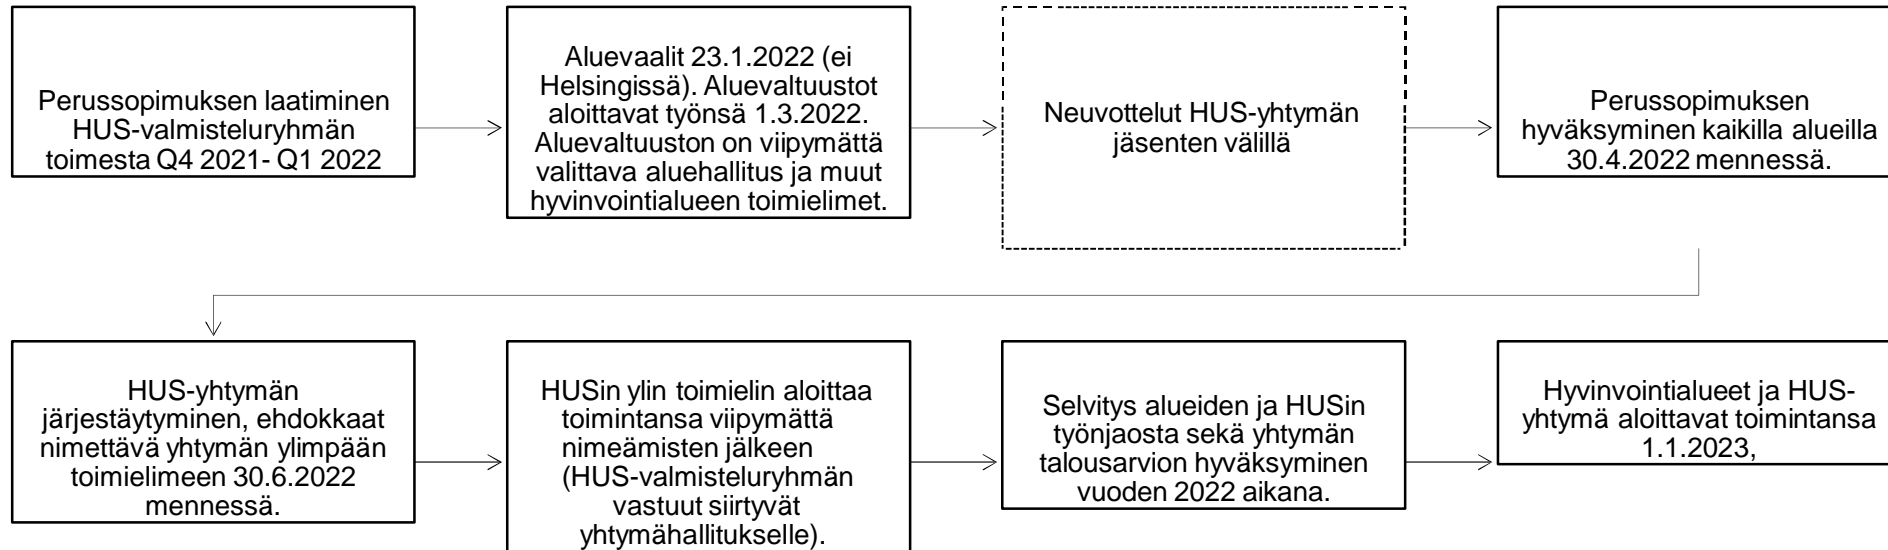 Perussopimuksen laatiminen
HUS-valmisteluryhmän
toimesta Q4 2021- Q1 2022
Aluevaalit 23.1.2022 (ei
Helsingissä). Aluevaltuustot
aloittavat työnsä 1.3.2022.
Aluevaltuuston on viipymättä
valittava aluehallitus ja muut
hyvinvointialueen toimielimet.
Neuvottelut HUS-yhtymän
jäsenten välillä
Perussopimuksen
hyväksyminen kaikilla alueilla
30.4.2022 mennessä.
HUS-yhtymän
järjestäytyminen, ehdokkaat
nimettävä yhtymän ylimpään
toimielimeen 30.6.2022
mennessä.
HUSin ylin toimielin aloittaa
toimintansa viipymättä
nimeämisten jälkeen
(HUS-valmisteluryhmän
vastuut siirtyvät
yhtymähallitukselle).
Selvitys alueiden ja HUSin
työnjaosta sekä yhtymän
talousarvion hyväksyminen
vuoden 2022 aikana.
Hyvinvointialueet ja HUS-
yhtymä aloittavat toimintansa
1.1.2023,